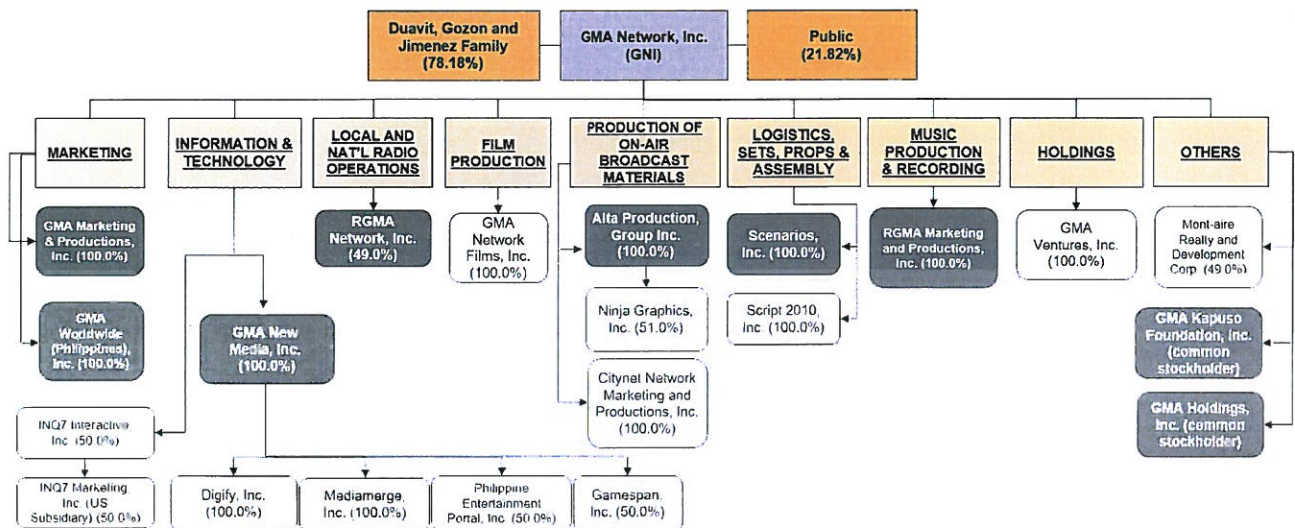 Duavit, Gozon and
Jimenez Family
(78.18%)
GMA Network, Inc.
(GNI)
Public
(21.82%)
MARKETING
INFORMATION &
TECHNOLOGY
LOCAL AND
NAT'L RADIO
OPERATIONS
FILM
PRODUCTION
PRODUCTION OF
ON-AIR
BROADCAST
MATERIALS
LOGISTICS,
SETS, PROPS &
ASSEMBLY
MUSIC
PRODUCTION
& RECORDING
HOLDINGS
OTHERS
GMA Marketing
& Productions,
Inc. (100.0%)
RGMA
Network, Inc.
(49.0%)
GMA
Network
Films, Inc.
(100.0%)
Alta Production,
Group Inc.
(100.0%)
Scenarios,
Inc. (100.0%)
RGMA Marketing
and Productions,
Inc. (100.0%)
GMA
Ventures, Inc.
(100.0%)
Mont-aire
Realty and
Development
Corp. (49.0%)
GMA
Worldwide
(Philippines),
Inc. (100.0%)
GMA New
Media, Inc.
(100.0%)
Ninja Graphics,
Inc. (51.0%)
Script 2010,
Inc. (100.0%)
GMA Kapuso
Foundation, Inc.
(common
stockholder)
Citynet Network
Marketing and
Productions, Inc.
(100.0%)
GMA Holdings,
Inc. (common
stockholder)
INQ7 Interactive
Inc. (50.0%)
INQ7 Marketing,
Inc. (US
Subsidiary) (50.0%)
Digify, Inc.
(100.0%)
Mediamerge,
Inc. (100.0%)
Philippine
Entertainment
Portal, Inc. (50.0%)
Gamespan,
Inc. (50.0%)